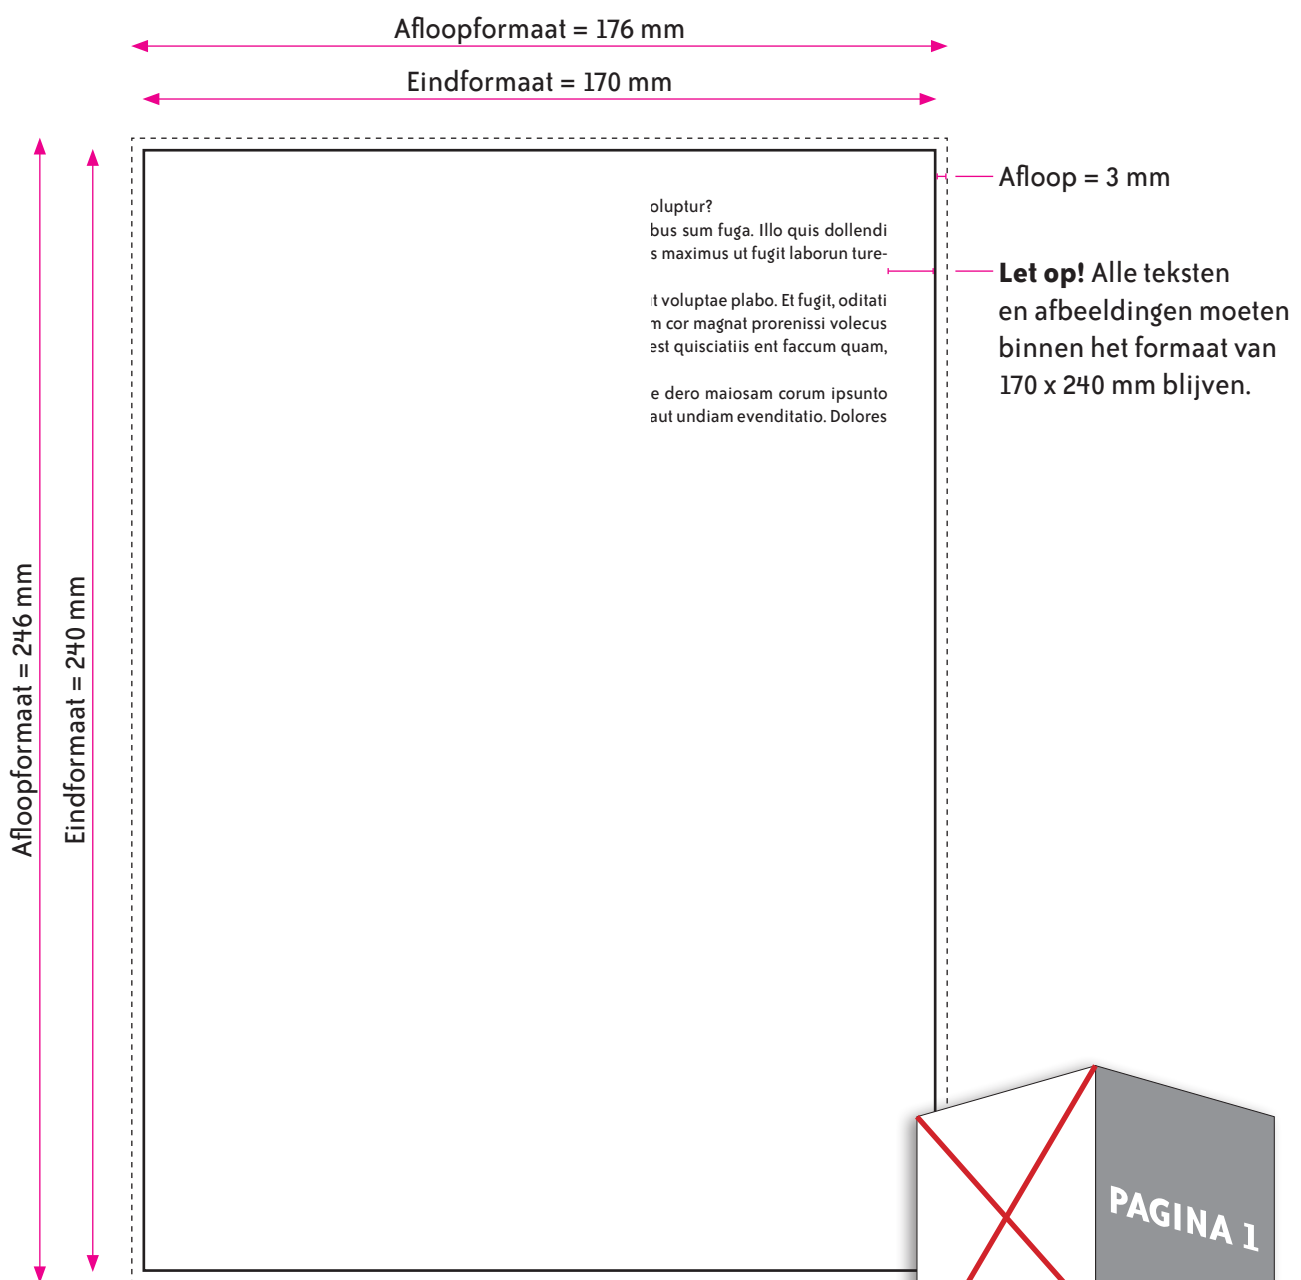 Afloopformaat = 176 mm
Eindformaat = 170 mm
Afloop = 3 mm
oluptur?
bus sum fuga. Illo quis dollendi
s maximus ut fugit laborun ture-
t voluptae plabo. Et fugit, oditati
m cor magnat prorenissi volecus
est quisciatiis ent faccum quam,
e dero maiosam corum ipsunto
aut undiam evenditatio. Dolores
Let op! Alle teksten
en afbeeldingen moeten
binnen het formaat van
170 x 240 mm blijven.
Afloopformaat = 246 mm
Eindformaat = 240 mm
PAGINA 1